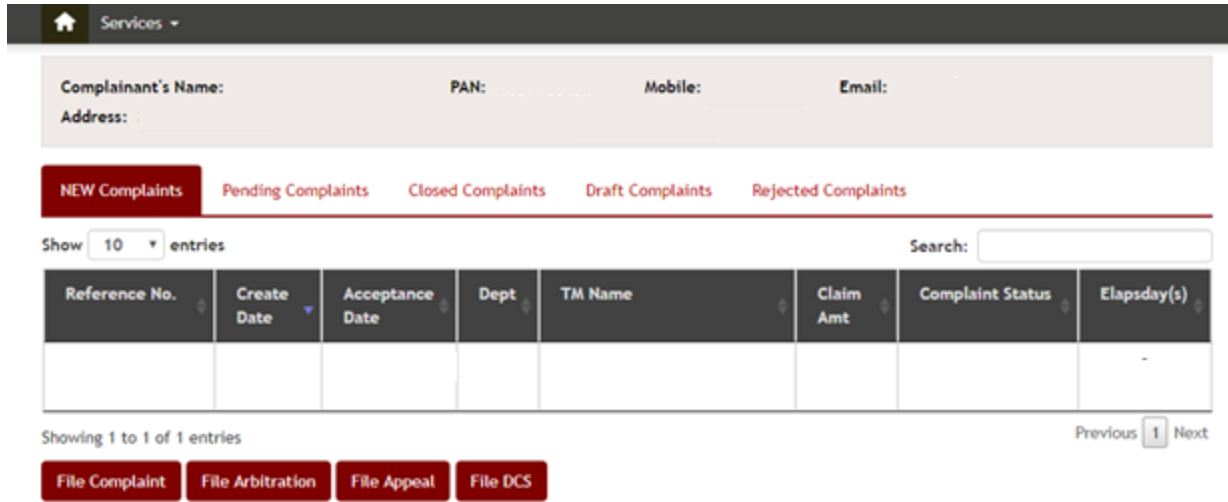 Services
Complainant's Name: PAN: Mobile: Email:
Address:
NEW Complaints Pending Complaints Closed Complaints Draft Complaints Rejected Complaints
Show 10 entries Search:
Reference No. Create Date Acceptance Date Dept TM Name Claim Amt Complaint Status Elapsday(s)
-
Showing 1 to 1 of 1 entries Previous 1 Next
File Complaint File Arbitration File Appeal File DCS